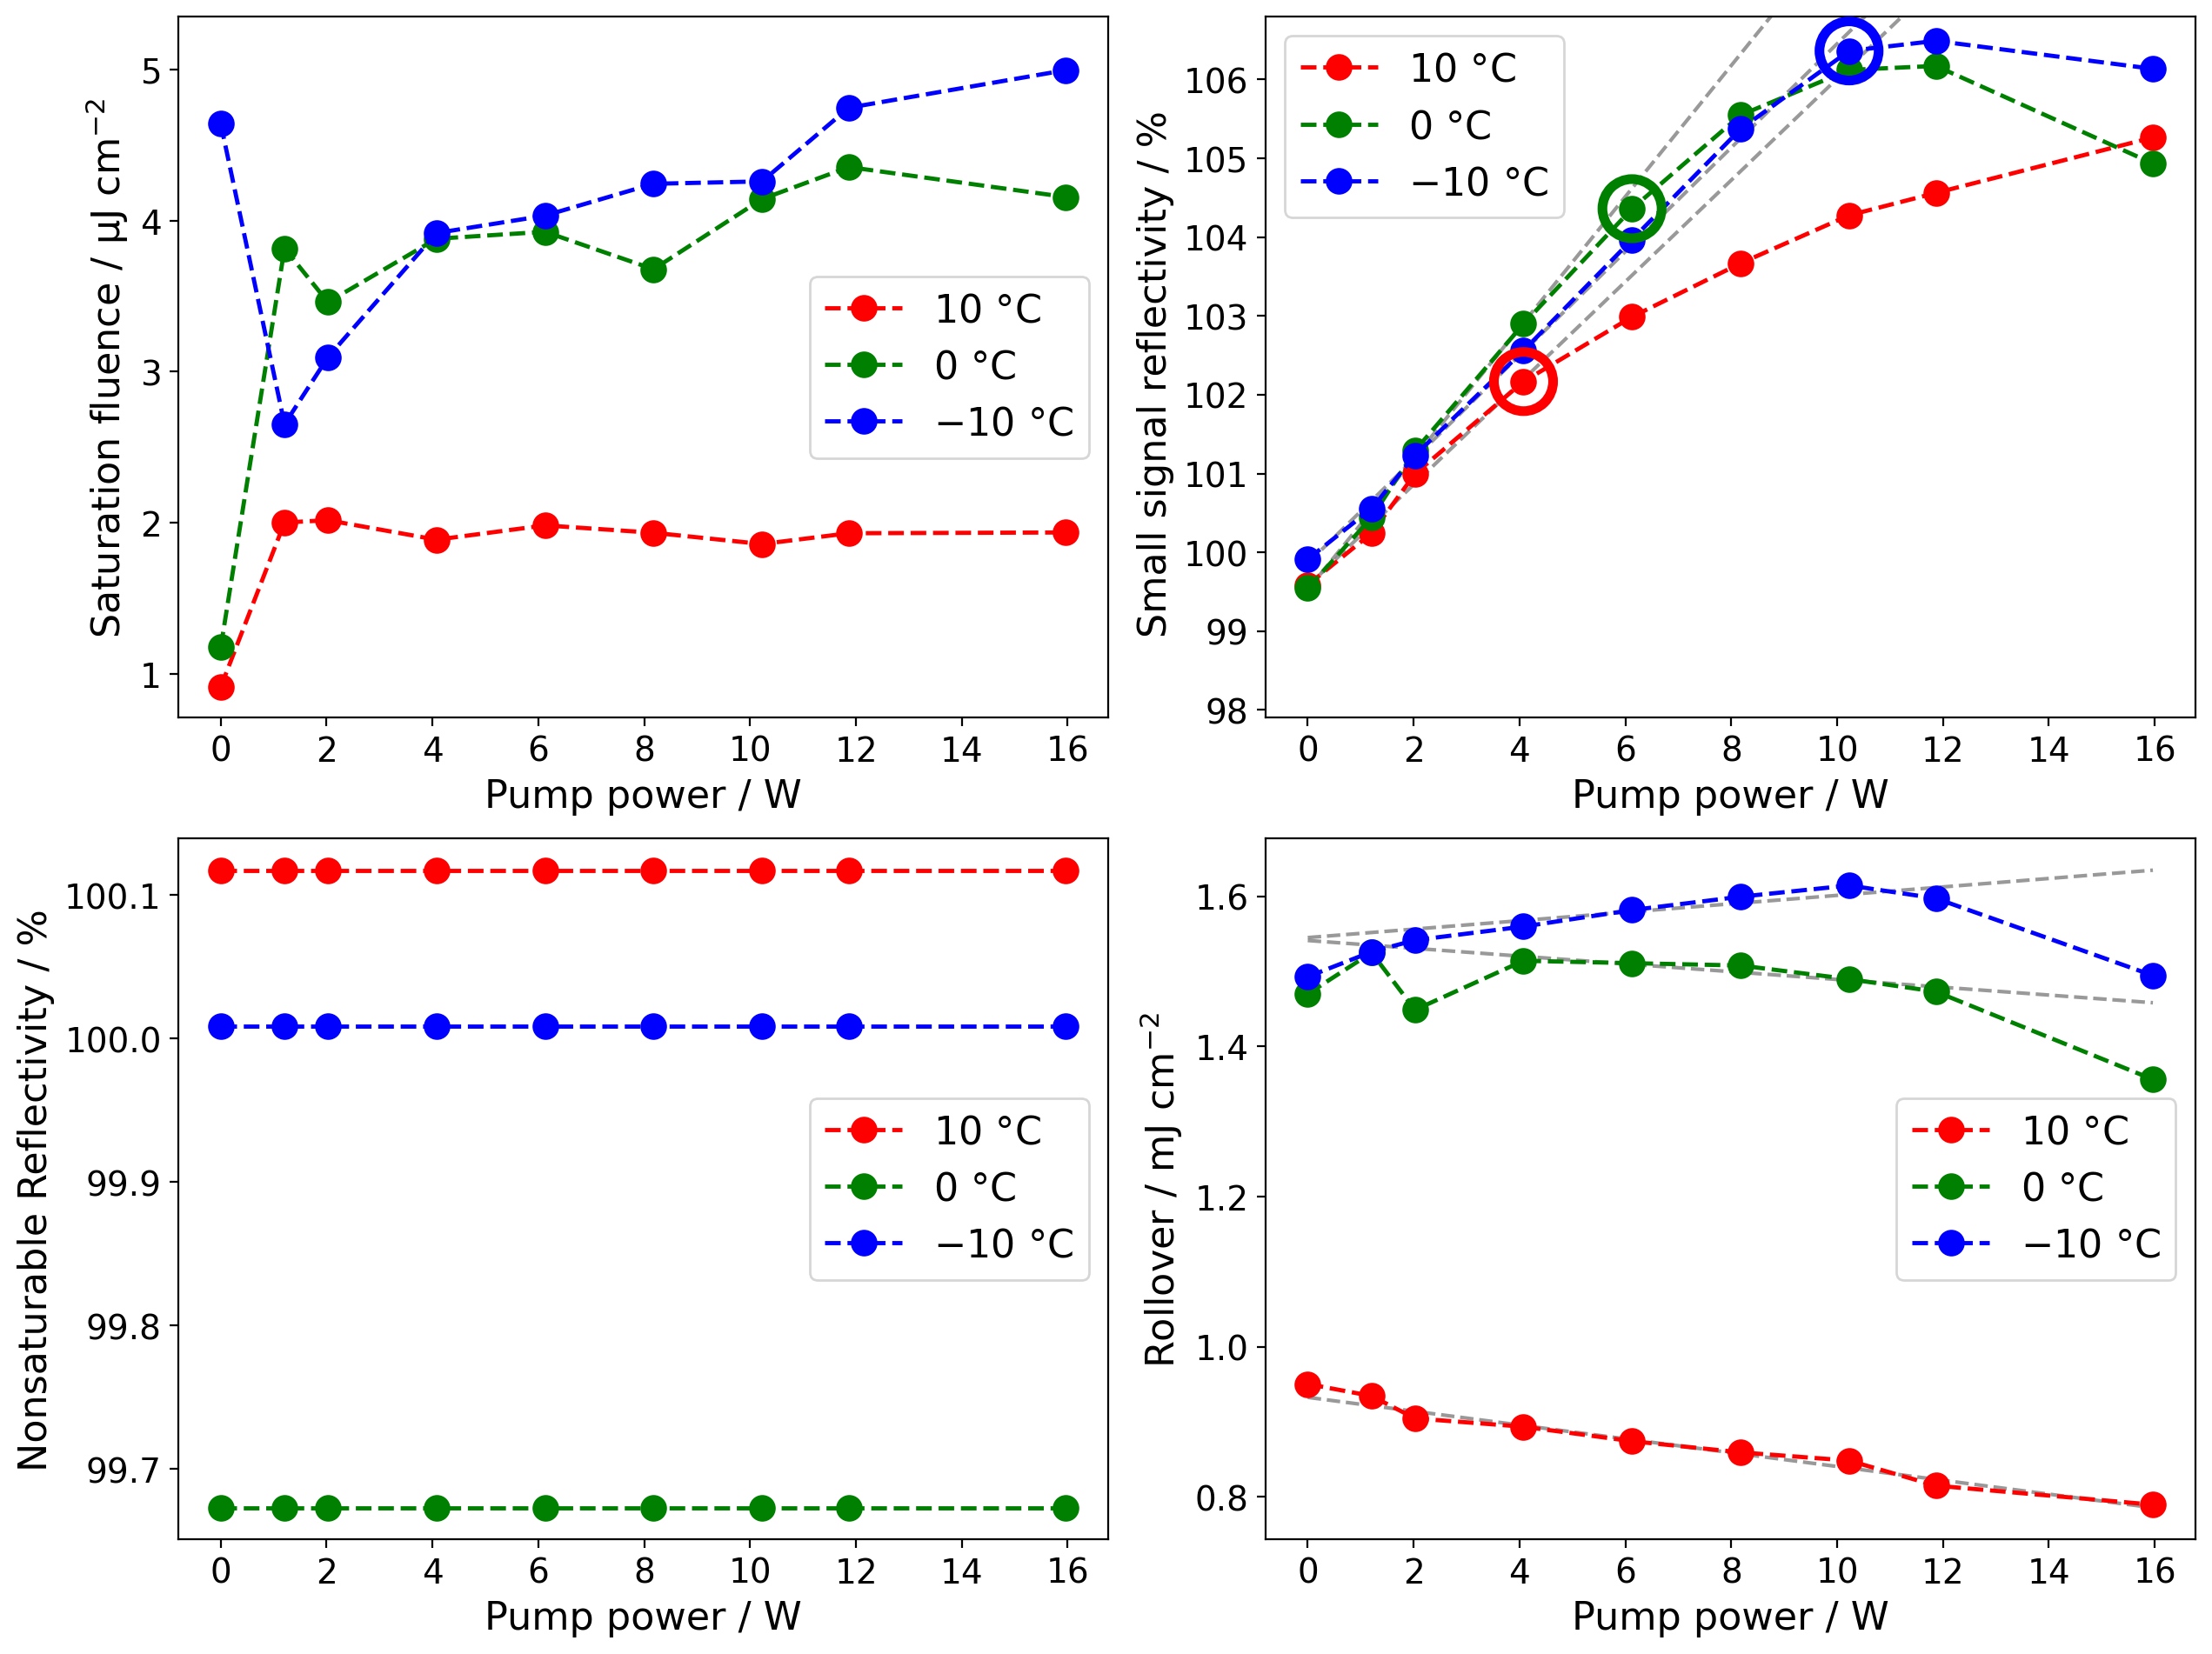 Saturation fluence / µJ cm⁻²
5
4
3
2
1
10 °C
0 °C
−10 °C
0 2 4 6 8 10 12 14 16
Pump power / W
Small signal reflectivity / %
106
105
104
103
102
101
100
99
98
10 °C
0 °C
−10 °C
0 2 4 6 8 10 12 14 16
Pump power / W
Nonsaturable Reflectivity / %
100.1
100.0
99.9
99.8
99.7
10 °C
0 °C
−10 °C
0 2 4 6 8 10 12 14 16
Pump power / W
Rollover / mJ cm⁻²
1.6
1.4
1.2
1.0
0.8
10 °C
0 °C
−10 °C
0 2 4 6 8 10 12 14 16
Pump power / W